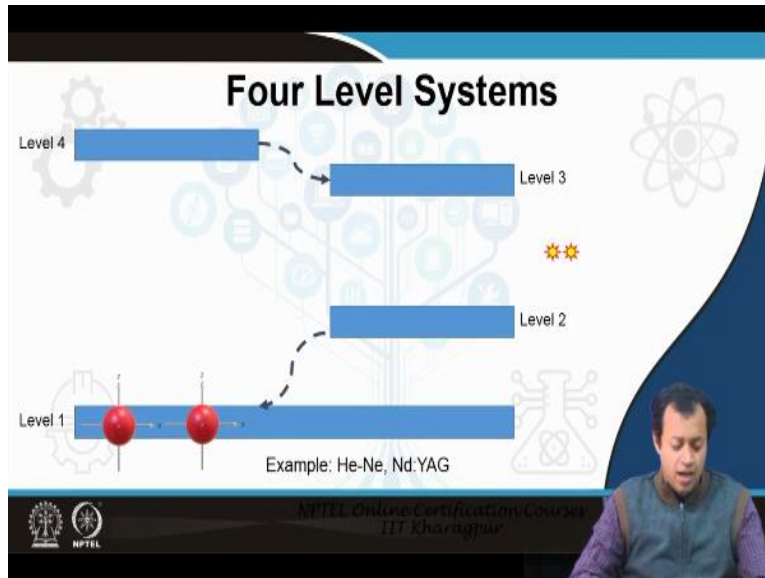 Four Level Systems
Level 4
Level 3
Level 2
Level 1
Example: He-Ne, Nd:YAG
NPTEL Online Certification Courses
IIT Kharagpur
NPTEL